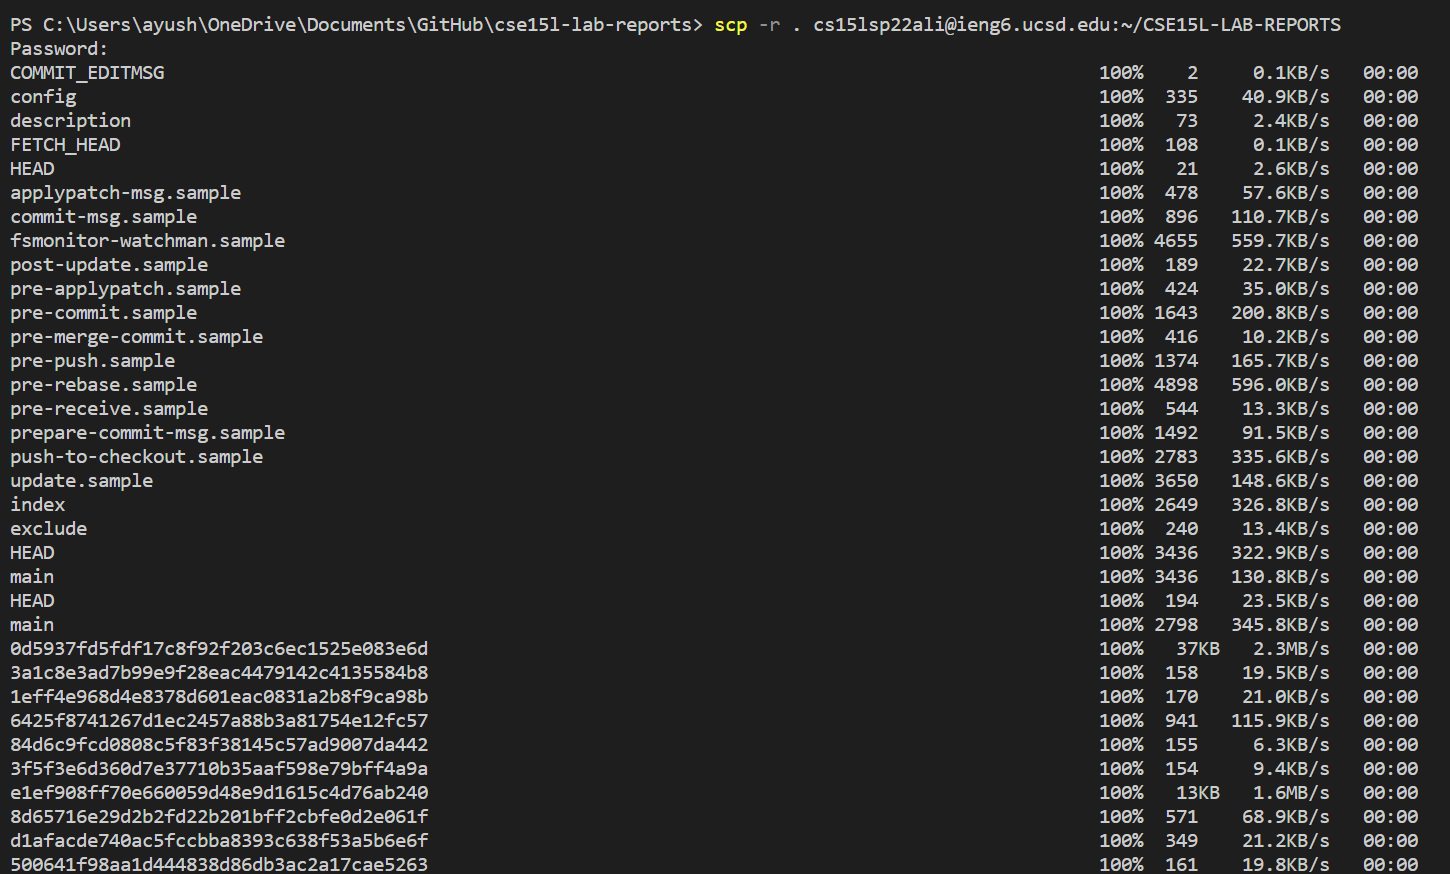 PS C:\Users\ayush\OneDrive\Documents\GitHub\cse15l-lab-reports> scp -r . cs15lsp22ali@ieng6.ucsd.edu:~/CSE15L-LAB-REPORTS
Password:
COMMIT_EDITMSG 100% 2 0.1KB/s 00:00
config 100% 335 40.9KB/s 00:00
description 100% 73 2.4KB/s 00:00
FETCH_HEAD 100% 108 0.1KB/s 00:00
HEAD 100% 21 2.6KB/s 00:00
applypatch-msg.sample 100% 478 57.6KB/s 00:00
commit-msg.sample 100% 896 110.7KB/s 00:00
fsmonitor-watchman.sample 100% 4655 559.7KB/s 00:00
post-update.sample 100% 189 22.7KB/s 00:00
pre-applypatch.sample 100% 424 35.0KB/s 00:00
pre-commit.sample 100% 1643 200.8KB/s 00:00
pre-merge-commit.sample 100% 416 10.2KB/s 00:00
pre-push.sample 100% 1374 165.7KB/s 00:00
pre-rebase.sample 100% 4898 596.0KB/s 00:00
pre-receive.sample 100% 544 13.3KB/s 00:00
prepare-commit-msg.sample 100% 1492 91.5KB/s 00:00
push-to-checkout.sample 100% 2783 335.6KB/s 00:00
update.sample 100% 3650 148.6KB/s 00:00
index 100% 2649 326.8KB/s 00:00
exclude 100% 240 13.4KB/s 00:00
HEAD 100% 3436 322.9KB/s 00:00
main 100% 3436 130.8KB/s 00:00
HEAD 100% 194 23.5KB/s 00:00
main 100% 2798 345.8KB/s 00:00
0d5937fd5fdf17c8f92f203c6ec1525e083e6d 100% 37KB 2.3MB/s 00:00
3a1c8e3ad7b99e9f28eac4479142c4135584b8 100% 158 19.5KB/s 00:00
1eff4e968d4e8378d601eac0831a2b8f9ca98b 100% 170 21.0KB/s 00:00
6425f8741267d1ec2457a88b3a81754e12fc57 100% 941 115.9KB/s 00:00
84d6c9fcd0808c5f83f38145c57ad9007da442 100% 155 6.3KB/s 00:00
3f5f3e6d360d7e37710b35aaf598e79bff4a9a 100% 154 9.4KB/s 00:00
e1ef908ff70e660059d48e9d1615c4d76ab240 100% 13KB 1.6MB/s 00:00
8d65716e29d2b2fd22b201bff2cbfe0d2e061f 100% 571 68.9KB/s 00:00
d1afacde740ac5fccbba8393c638f53a5b6e6f 100% 349 21.2KB/s 00:00
500641f98aa1d444838d86db3ac2a17cae5263 100% 161 19.8KB/s 00:00